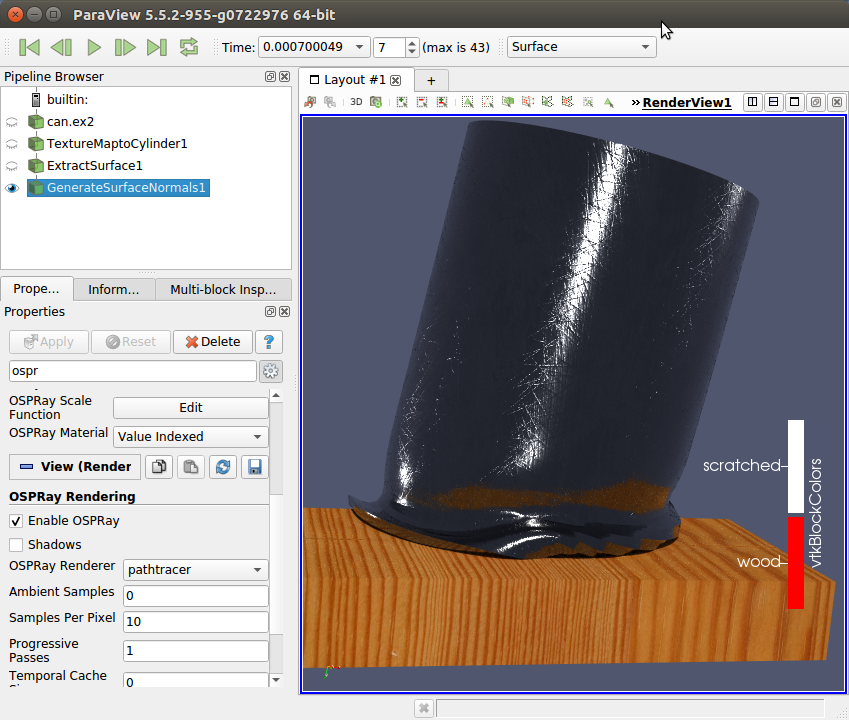 ParaView 5.5.2-955-g0722976 64-bit
Time: 0.000700049 7 (max is 43) Surface
Pipeline Browser
builtin:
can.ex2
TextureMaptoCylinder1
ExtractSurface1
GenerateSurfaceNormals1
Prope... Inform... Multi-block Insp...
Properties
Apply Reset Delete ?
ospr
OSPRay Scale
Function
Edit
OSPRay Material Value Indexed
View (Render
OSPRay Rendering
Enable OSPRay
Shadows
OSPRay Renderer pathtracer
Ambient Samples 0
Samples Per Pixel 10
Progressive
Passes
1
Temporal Cache
0
Layout #1 +
3D » RenderView1
scratched
wood
vtkBlockColors